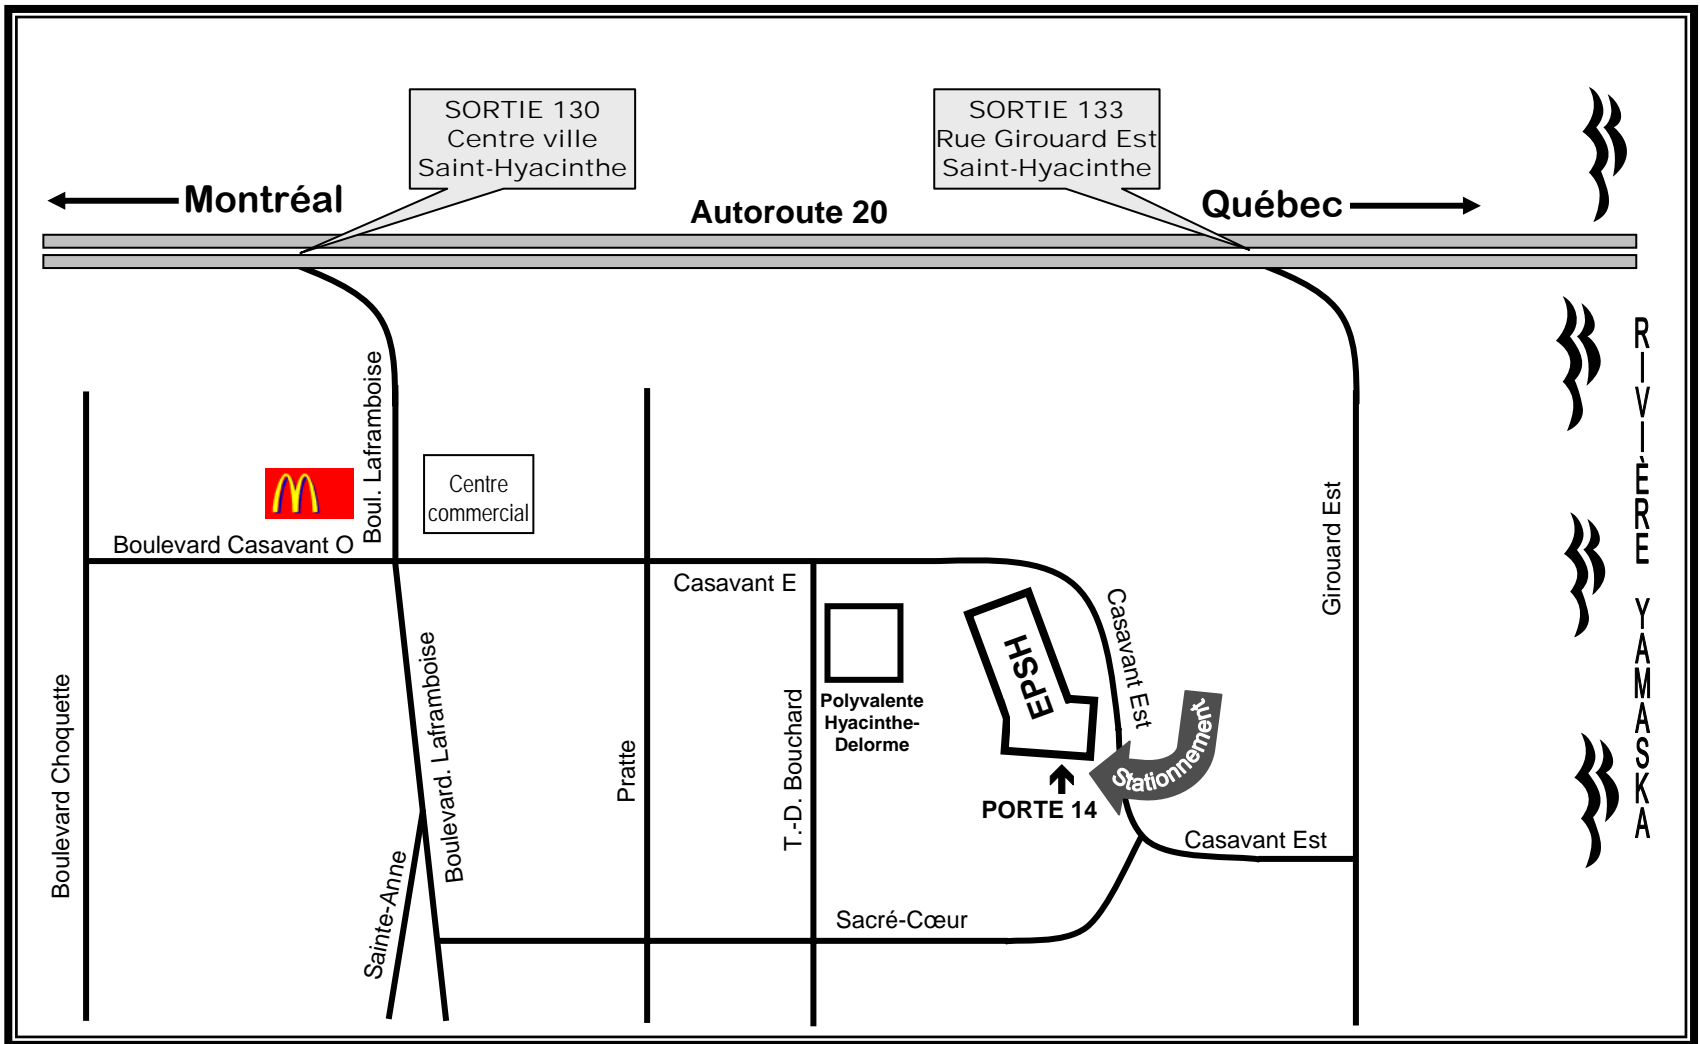 SORTIE 130
Centre ville
Saint-Hyacinthe
SORTIE 133
Rue Girouard Est
Saint-Hyacinthe
Montréal
Autoroute 20
Québec
RIVIÈRE YAMASKA
Boul. Laframboise
Centre
commercial
Boulevard Casavant O
Casavant E
Girouard Est
Casavant Est
EPSH
Polyvalente
Hyacinthe-
Delorme
Stationnement
PORTE 14
Boulevard Choquette
Boulevard. Laframboise
Pratte
T.-D. Bouchard
Casavant Est
Sainte-Anne
Sacré-Cœur